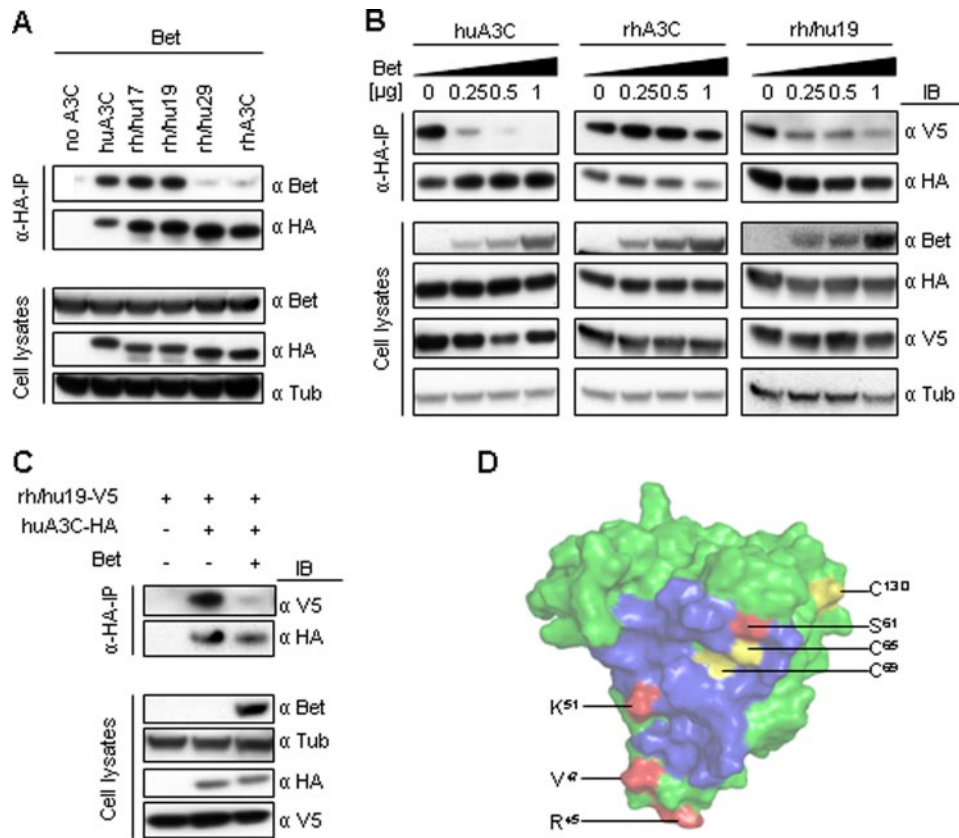 A
Bet
no A3C
huA3C
rh/hu17
rh/hu19
rh/hu29
rhA3C
α-HA-IP
α Bet
α HA
Cell lysates
α Bet
α HA
α Tub
B
huA3C rhA3C rh/hu19
Bet
[µg] 0 0.25 0.5 1 0 0.25 0.5 1 0 0.25 0.5 1 IB
α-HA-IP
α V5
α HA
Cell lysates
α Bet
α HA
α V5
α Tub
C
rh/hu19-V5 + + +
huA3C-HA - + +
Bet - - +
IB
α-HA-IP
α V5
α HA
Cell lysates
α Bet
α Tub
α HA
α V5
D
C130
S61
C65
C69
K51
R45